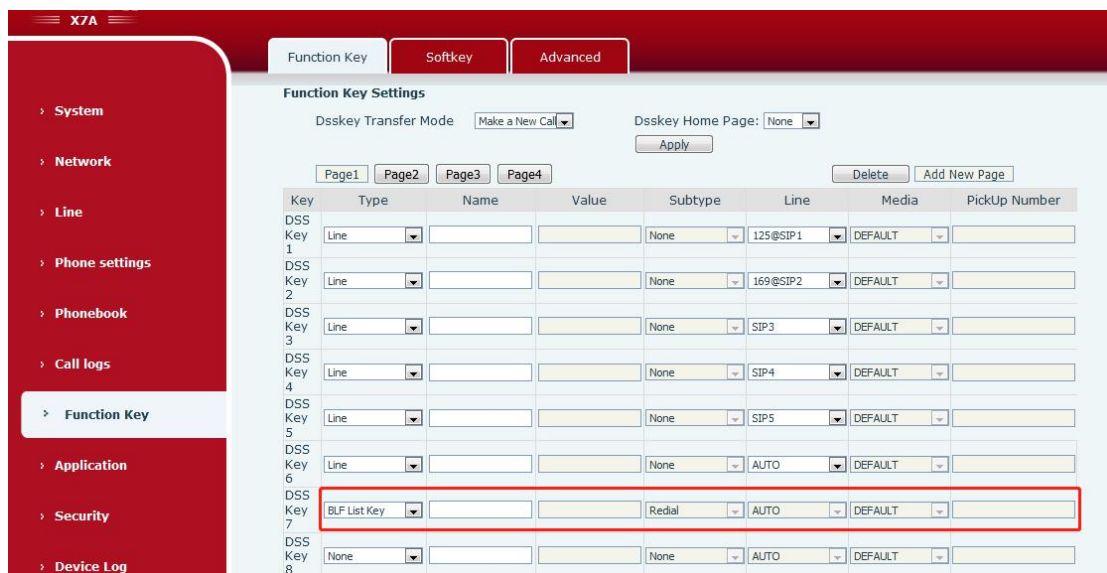 X7A
Function Key Softkey Advanced
Function Key Settings
Dsskey Transfer Mode Make a New Call Dsskey Home Page: None
Apply
Page1 Page2 Page3 Page4 Delete Add New Page
Key Type Name Value Subtype Line Media PickUp Number
DSS Key 1 Line None 125@SIP1 DEFAULT
DSS Key 2 Line None 169@SIP2 DEFAULT
DSS Key 3 Line None SIP3 DEFAULT
DSS Key 4 Line None SIP4 DEFAULT
DSS Key 5 Line None SIP5 DEFAULT
DSS Key 6 Line None AUTO DEFAULT
DSS Key 7 BLF List Key Redial AUTO DEFAULT
DSS Key 8 None None AUTO DEFAULT
› System
› Network
› Line
› Phone settings
› Phonebook
› Call logs
› Function Key
› Application
› Security
› Device Log